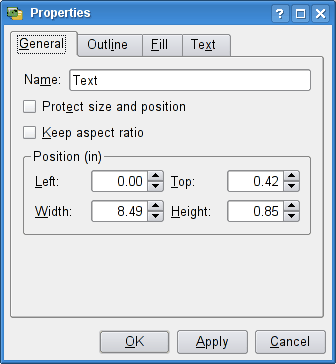 Properties
General Outline Fill Text
Name: Text
Protect size and position
Keep aspect ratio
Position (in)
Left: 0.00 Top: 0.42
Width: 8.49 Height: 0.85
OK Apply Cancel